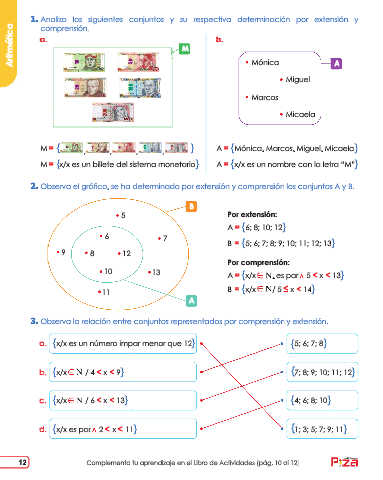 Aritmética
1. Analiza los siguientes conjuntos y su respectiva determinación por extensión y
comprensión.
a.
M
b.
A
• Mónica
• Miguel
• Marcos
• Micaela
M = { , , , , }
A = {Mónica, Marcos, Miguel, Micaela}
M = {x/x es un billete del sistema monetario}
A = {x/x es un nombre con la letra "M"}
2. Observa el gráfico, se ha determinado por extensión y comprensión los conjuntos A y B.
B
• 5
• 6
• 7
• 9
• 8
• 12
• 10
• 13
• 11
A
Por extensión:
A = {6; 8; 10; 12}
B = {5; 6; 7; 8; 9; 10; 11; 12; 13}
Por comprensión:
A = {x/x ∈ N, es par ∧ 5 < x < 13}
B = {x/x ∈ N / 5 ≤ x < 14}
3. Observa la relación entre conjuntos representados por comprensión y extensión.
a. {x/x es un número impar menor que 12}
{5; 6; 7; 8}
b. {x/x ⊂ N / 4 < x < 9}
{7; 8; 9; 10; 11; 12}
c. {x/x ∈ N / 6 < x < 13}
{4; 6; 8; 10}
d. {x/x es par ∧ 2 < x < 11}
{1; 3; 5; 7; 9; 11}
12
Complementa tu aprendizaje en el Libro de Actividades (pág. 10 al 12)
Pizza